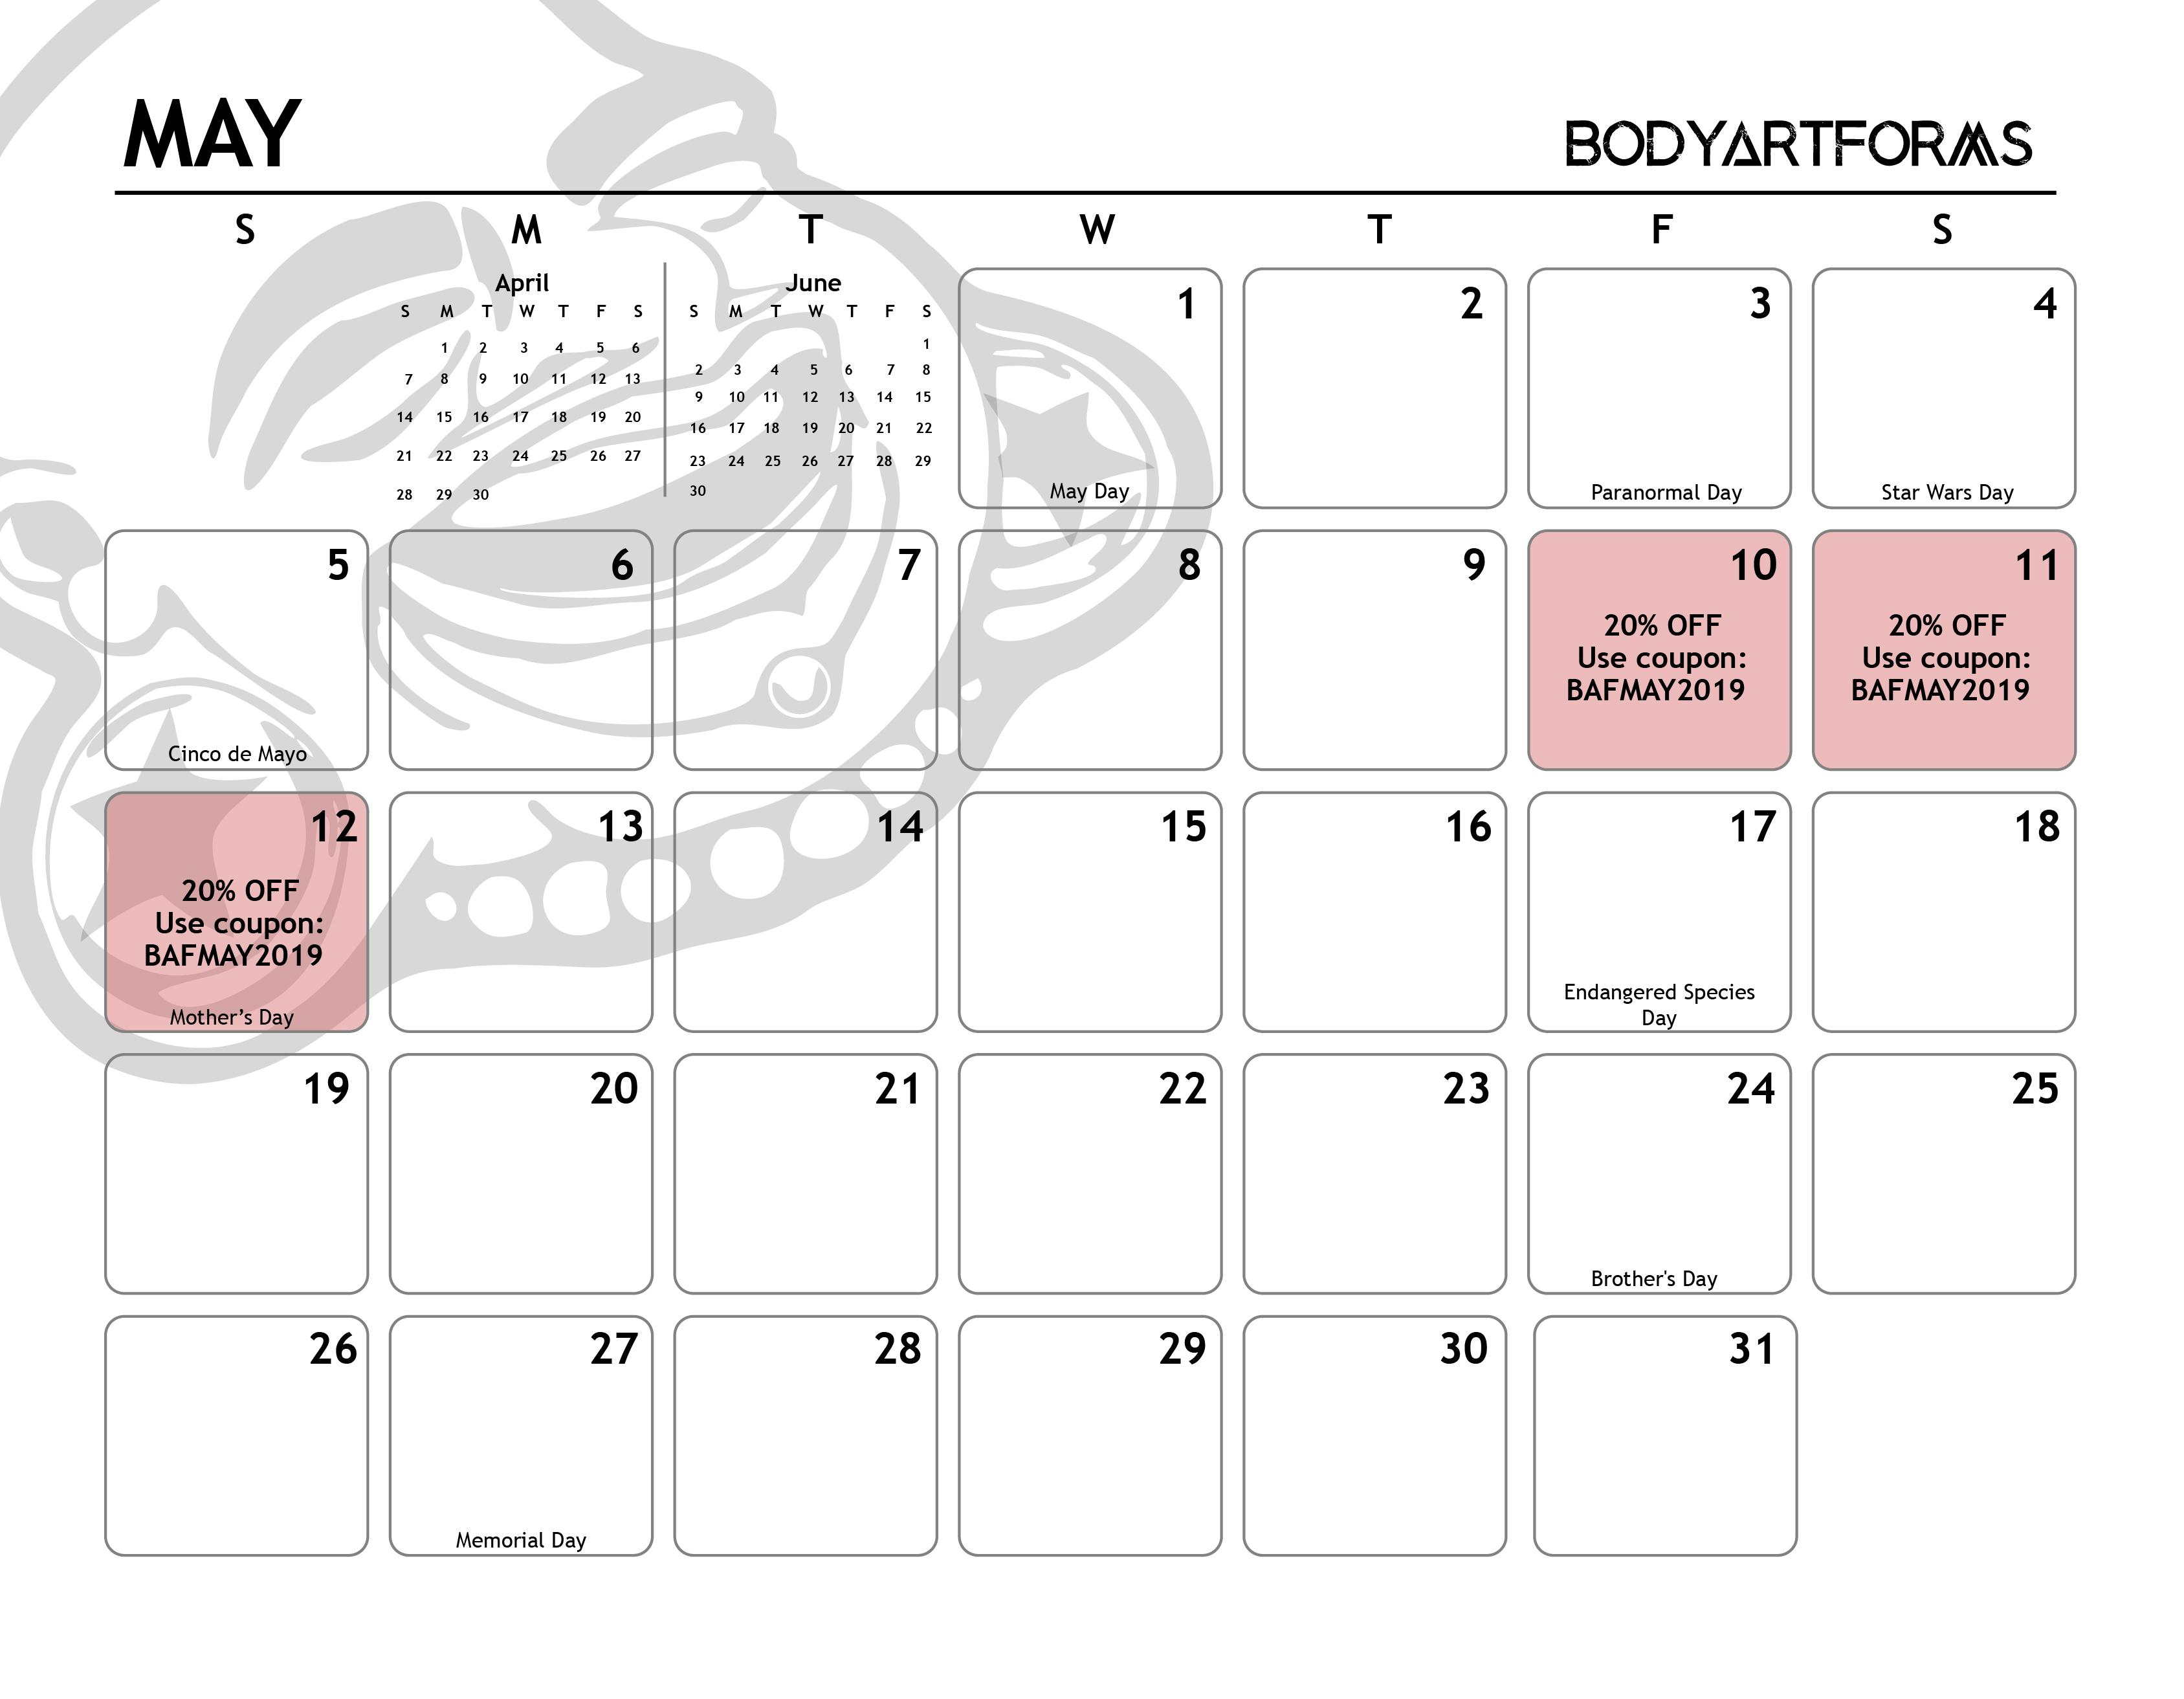 MAY
BODYARTFORMS
S M T W T F S
April
S M T W T F S
1 2 3 4 5 6
7 8 9 10 11 12 13
14 15 16 17 18 19 20
21 22 23 24 25 26 27
28 29 30
June
S M T W T F S
1
2 3 4 5 6 7 8
9 10 11 12 13 14 15
16 17 18 19 20 21 22
23 24 25 26 27 28 29
30
1
May Day
2
3
Paranormal Day
4
Star Wars Day
5
Cinco de Mayo
6
7
8
9
10
20% OFF
Use coupon:
BAFMAY2019
11
20% OFF
Use coupon:
BAFMAY2019
12
20% OFF
Use coupon:
BAFMAY2019
Mother’s Day
13
14
15
16
17
Endangered Species
Day
18
19
20
21
22
23
24
Brother's Day
25
26
27
Memorial Day
28
29
30
31